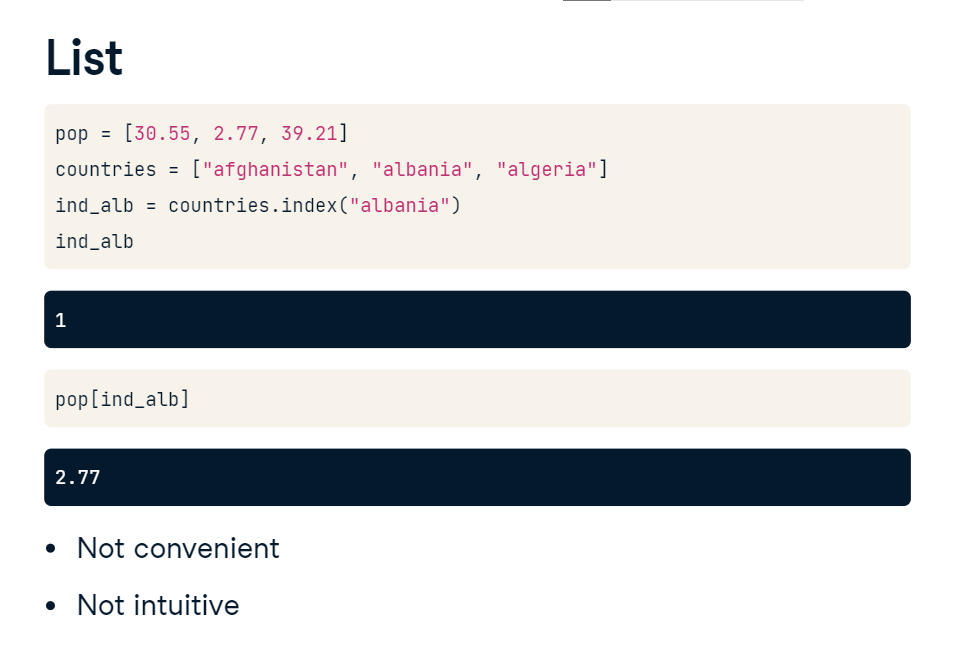 List
pop = [30.55, 2.77, 39.21]
countries = ["afghanistan", "albania", "algeria"]
ind_alb = countries.index("albania")
ind_alb
1
pop[ind_alb]
2.77
• Not convenient
• Not intuitive